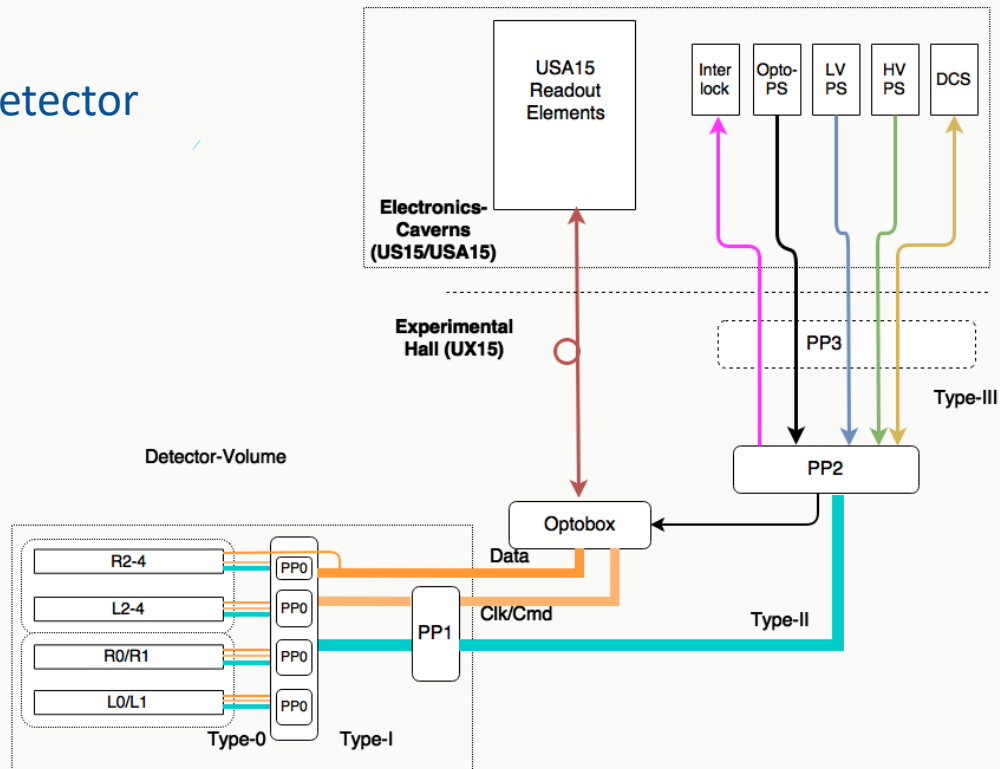 etector
USA15
Readout
Elements
Inter
lock
Opto-
PS
LV
PS
HV
PS
DCS
Electronics-
Caverns
(US15/USA15)
Experimental
Hall (UX15)
PP3
Type-III
Detector-Volume
PP2
Optobox
Data
R2-4
PP0
L2-4
PP0
Clk/Cmd
PP1
Type-II
R0/R1
PP0
L0/L1
PP0
Type-0
Type-I